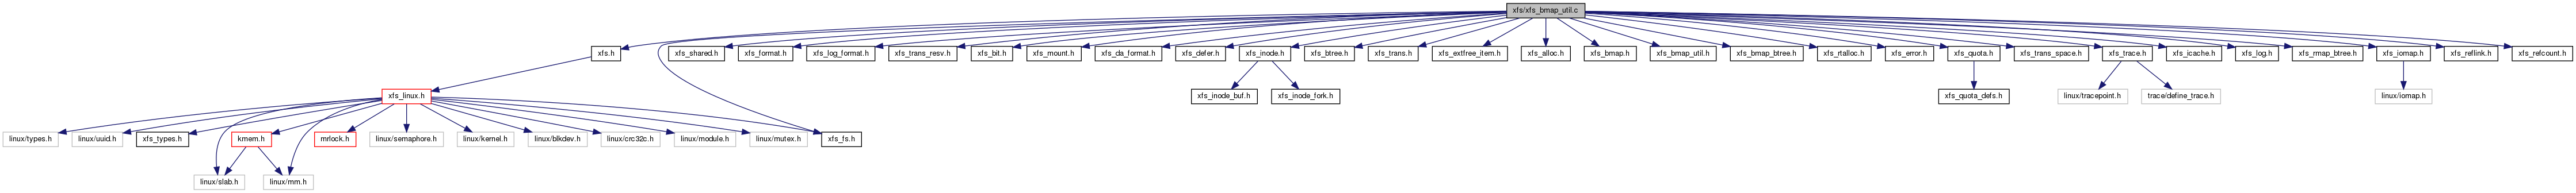 xfs/xfs_bmap_util.c
xfs.h
xfs_shared.h
xfs_format.h
xfs_log_format.h
xfs_trans_resv.h
xfs_bit.h
xfs_mount.h
xfs_da_format.h
xfs_defer.h
xfs_inode.h
xfs_btree.h
xfs_trans.h
xfs_extfree_item.h
xfs_alloc.h
xfs_bmap.h
xfs_bmap_util.h
xfs_bmap_btree.h
xfs_rtalloc.h
xfs_error.h
xfs_quota.h
xfs_trans_space.h
xfs_trace.h
xfs_icache.h
xfs_log.h
xfs_rmap_btree.h
xfs_iomap.h
xfs_reflink.h
xfs_refcount.h
xfs_linux.h
xfs_inode_buf.h
xfs_inode_fork.h
xfs_quota_defs.h
linux/tracepoint.h
trace/define_trace.h
linux/iomap.h
linux/types.h
linux/uuid.h
xfs_types.h
kmem.h
mrlock.h
linux/semaphore.h
linux/kernel.h
linux/blkdev.h
linux/crc32c.h
linux/module.h
linux/mutex.h
xfs_fs.h
linux/slab.h
linux/mm.h